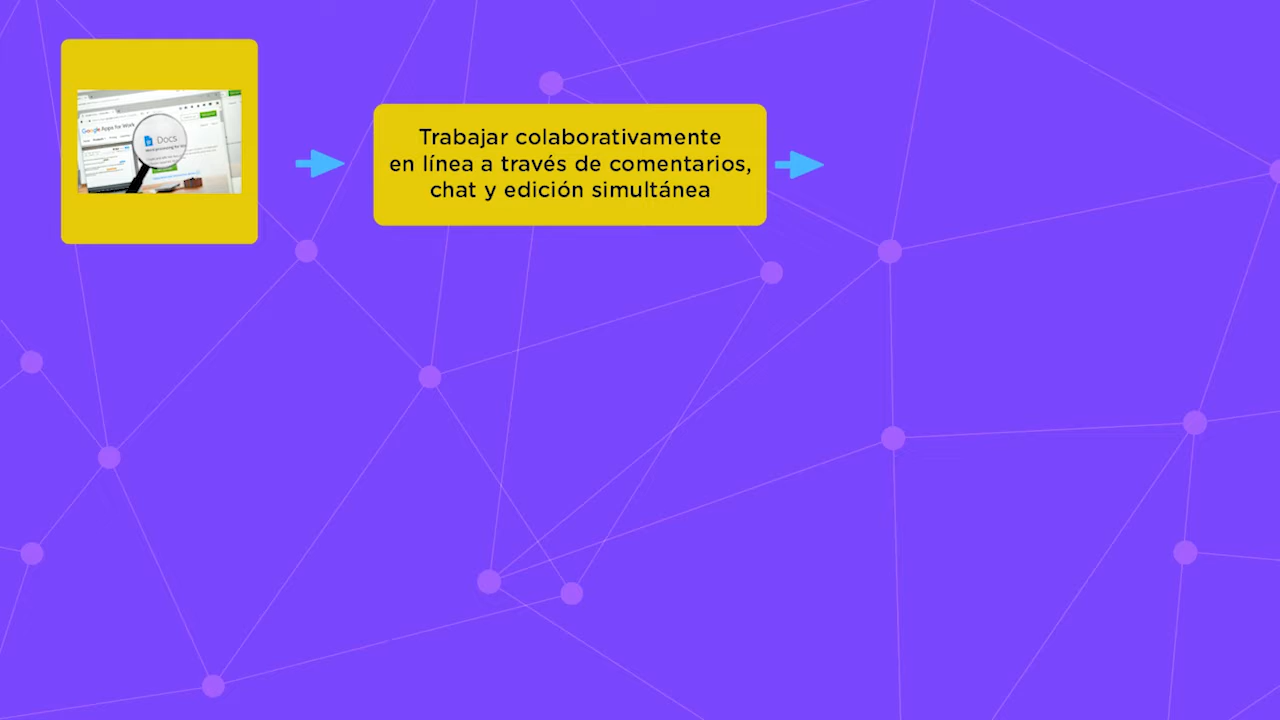 Google Apps for Work
Docs
Trabajar colaborativamente
en línea a través de comentarios,
chat y edición simultánea